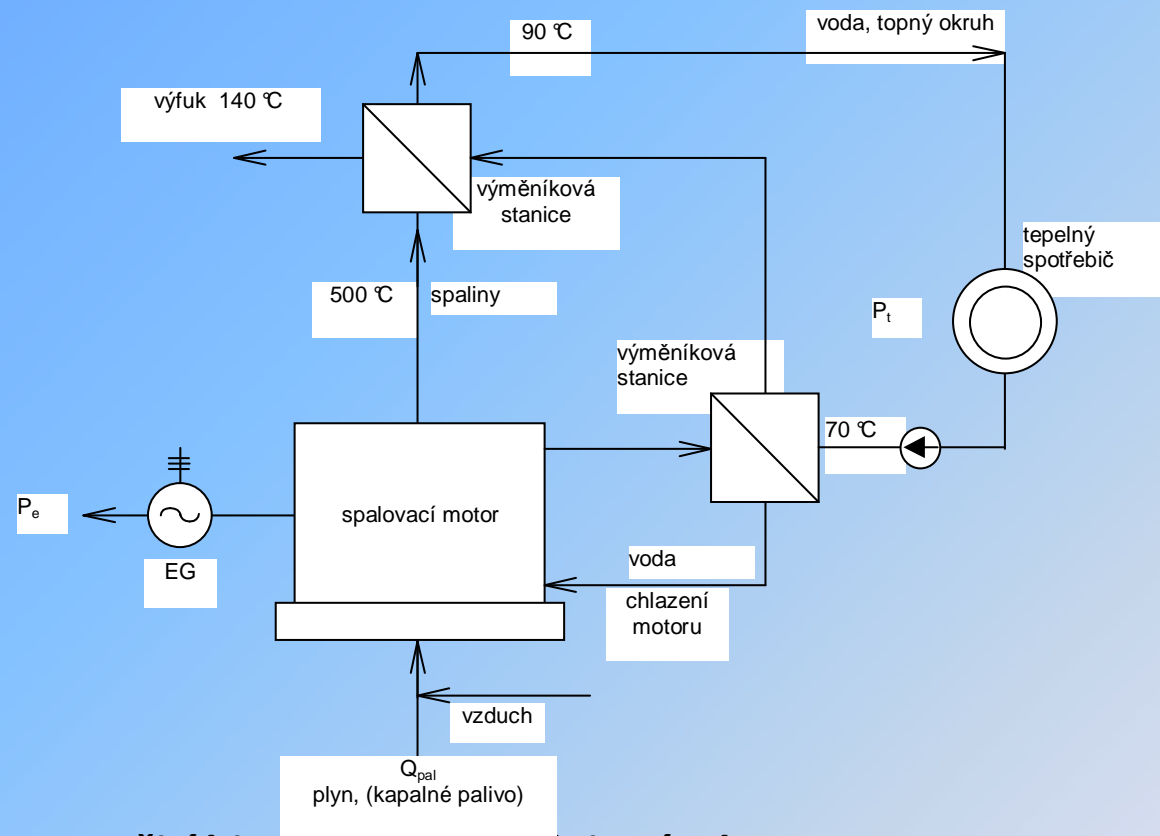 90 °C
voda, topný okruh
výfuk 140 °C
výměníková
stanice
tepelný
spotřebič
500 °C
spaliny
Pt
výměníková
stanice
70 °C
Pe
spalovací motor
EG
voda
chlazení
motoru
vzduch
Qpal
plyn, (kapalné palivo)